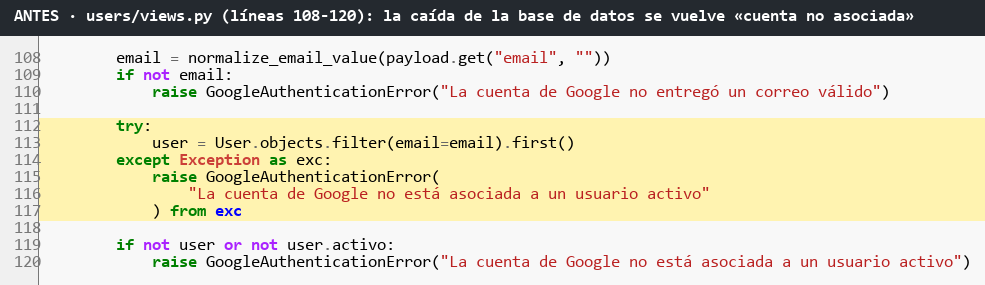 ANTES · users/views.py (líneas 108-120): la caída de la base de datos se vuelve «cuenta no asociada»
108 email = normalize_email_value(payload.get("email", ""))
109 if not email:
110 raise GoogleAuthenticationError("La cuenta de Google no entregó un correo válido")
111
112 try:
113 user = User.objects.filter(email=email).first()
114 except Exception as exc:
115 raise GoogleAuthenticationError(
116 "La cuenta de Google no está asociada a un usuario activo"
117 ) from exc
118
119 if not user or not user.activo:
120 raise GoogleAuthenticationError("La cuenta de Google no está asociada a un usuario activo")